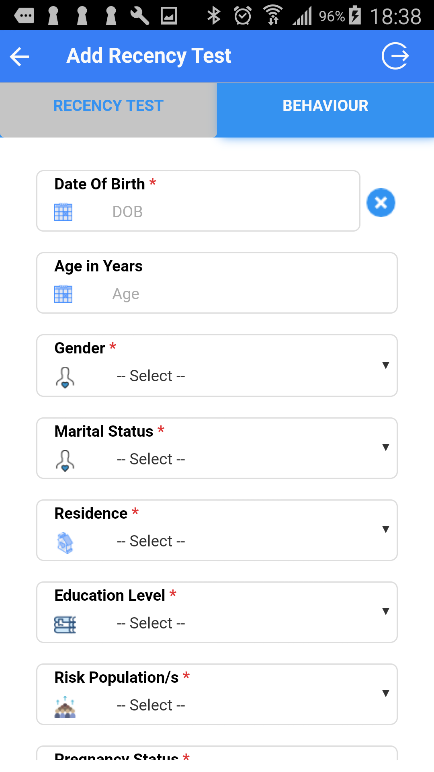 96% 18:38
Add Recency Test
RECENCY TEST
BEHAVIOUR
Date Of Birth *
DOB
Age in Years
Age
Gender *
-- Select --
Marital Status *
-- Select --
Residence *
-- Select --
Education Level *
-- Select --
Risk Population/s *
-- Select --
Pregnancy Status *